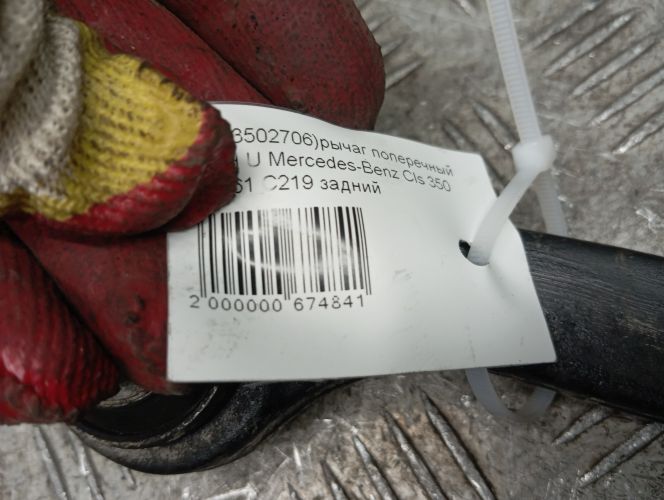 3502706)рычаг поперечный
U Mercedes-Benz Cls 350
C219 задний
2 000000 674841